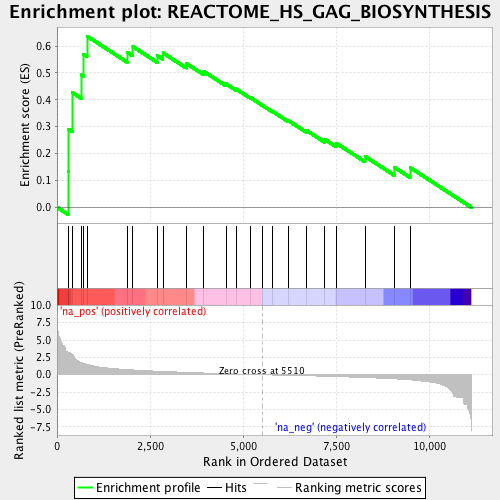 Enrichment plot: REACTOME_HS_GAG_BIOSYNTHESIS
Enrichment score (ES)
0.6
0.5
0.4
0.3
0.2
0.1
0.0
Ranked list metric (PreRanked)
10.0
7.5
5.0
2.5
0.0
-2.5
-5.0
-7.5
'na_pos' (positively correlated)
Zero cross at 5510
'na_neg' (negatively correlated)
0
2,500
5,000
7,500
10,000
Rank in Ordered Dataset
Enrichment profile
Hits
Ranking metric scores